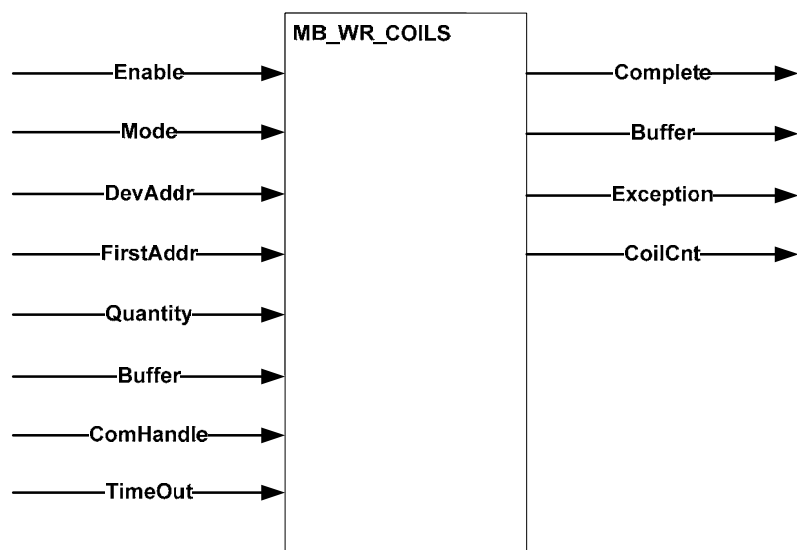 MB_WR_COILS
Enable
Complete
Mode
Buffer
DevAddr
Exception
FirstAddr
CoilCnt
Quantity
Buffer
ComHandle
TimeOut